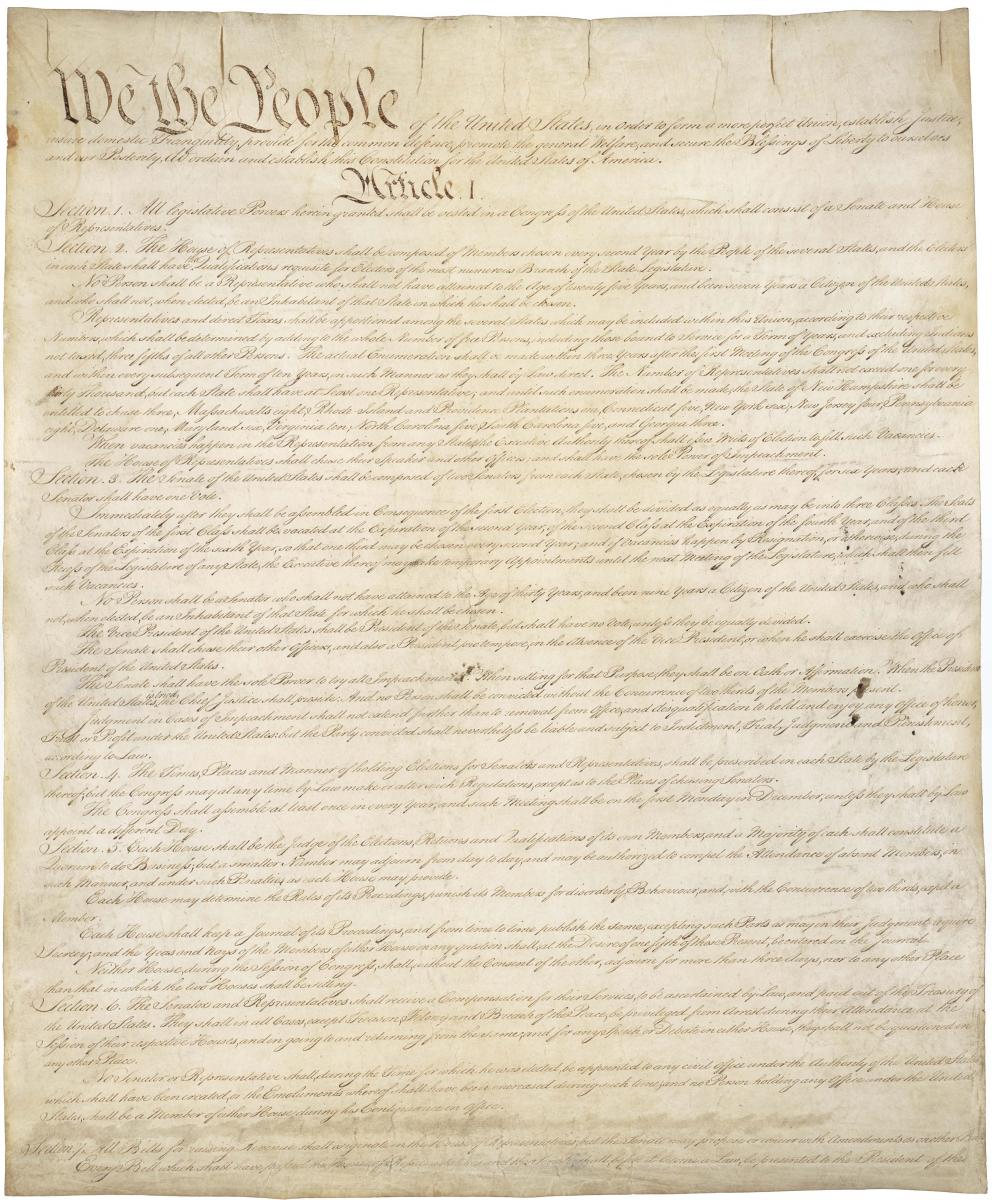 We the People of the United States, in Order to form a more perfect Union, establish Justice,
insure domestic Tranquility, provide for the common defence, promote the general Welfare, and secure the Blessings of Liberty to ourselves
and our Posterity, do ordain and establish this Constitution for the United States of America.
Article. I.
Section. 1. All legislative Powers herein granted shall be vested in a Congress of the United States, which shall consist of a Senate and House
of Representatives.
Section. 2. The House of Representatives shall be composed of Members chosen every second Year by the People of the several States, and the Electors
in each State shall have the Qualifications requisite for Electors of the most numerous Branch of the State Legislature.
No Person shall be a Representative who shall not have attained to the Age of twenty five Years, and been seven Years a Citizen of the United States,
and who shall not, when elected, be an Inhabitant of that State in which he shall be chosen.
Representatives and direct Taxes shall be apportioned among the several States which may be included within this Union, according to their respective
Numbers, which shall be determined by adding to the whole Number of free Persons, including those bound to Service for a Term of Years, and excluding Indians
not taxed, three fifths of all other Persons. The actual Enumeration shall be made within three Years after the first Meeting of the Congress of the United States,
and within every subsequent Term of ten Years, in such Manner as they shall by Law direct. The Number of Representatives shall not exceed one for every
thirty Thousand, but each State shall have at Least one Representative; and until such enumeration shall be made, the State of New Hampshire shall be
entitled to chuse three, Massachusetts eight, Rhode-Island and Providence Plantations one, Connecticut five, New-York six, New Jersey four, Pennsylvania
eight, Delaware one, Maryland six, Virginia ten, North Carolina five, South Carolina five, and Georgia three.
When vacancies happen in the Representation from any State, the Executive Authority thereof shall issue Writs of Election to fill such Vacancies.
The House of Representatives shall chuse their Speaker and other Officers; and shall have the sole Power of Impeachment.
Section. 3. The Senate of the United States shall be composed of two Senators from each State, chosen by the Legislature thereof, for six Years; and each
Senator shall have one Vote.
Immediately after they shall be assembled in Consequence of the first Election, they shall be divided as equally as may be into three Classes. The Seats
of the Senators of the first Class shall be vacated at the Expiration of the second Year, of the second Class at the Expiration of the fourth Year, and of the third
Class at the Expiration of the sixth Year, so that one third may be chosen every second Year; and if Vacancies happen by Resignation, or otherwise, during the
Recess of the Legislature of any State, the Executive thereof may make temporary Appointments until the next Meeting of the Legislature, which shall then fill
such Vacancies.
No Person shall be a Senator who shall not have attained to the Age of thirty Years, and been nine Years a Citizen of the United States, and who shall
not, when elected, be an Inhabitant of that State for which he shall be chosen.
The Vice President of the United States shall be President of the Senate, but shall have no Vote, unless they be equally divided.
The Senate shall chuse their other Officers, and also a President pro tempore, in the Absence of the Vice President, or when he shall exercise the Office of
President of the United States.
The Senate shall have the sole Power to try all Impeachments. When sitting for that Purpose, they shall be on Oath or Affirmation. When the President
of the United States is tried, the Chief Justice shall preside: And no Person shall be convicted without the Concurrence of two thirds of the Members present.
Judgment in Cases of Impeachment shall not extend further than to removal from Office, and disqualification to hold and enjoy any Office of honor,
Trust or Profit under the United States: but the Party convicted shall nevertheless be liable and subject to Indictment, Trial, Judgment and Punishment,
according to Law.
Section. 4. The Times, Places and Manner of holding Elections for Senators and Representatives, shall be prescribed in each State by the Legislature
thereof; but the Congress may at any time by Law make or alter such Regulations, except as to the Places of chusing Senators.
The Congress shall assemble at least once in every Year, and such Meeting shall be on the first Monday in December, unless they shall by Law
appoint a different Day.
Section. 5. Each House shall be the Judge of the Elections, Returns and Qualifications of its own Members, and a Majority of each shall constitute a
Quorum to do Business; but a smaller Number may adjourn from day to day, and may be authorized to compel the Attendance of absent Members, in
such Manner, and under such Penalties as each House may provide.
Each House may determine the Rules of its Proceedings, punish its Members for disorderly Behaviour, and, with the Concurrence of two thirds, expel a
Member.
Each House shall keep a Journal of its Proceedings, and from time to time publish the same, excepting such Parts as may in their Judgment require
Secrecy; and the Yeas and Nays of the Members of either House on any question shall, at the Desire of one fifth of those Present, be entered on the Journal.
Neither House, during the Session of Congress, shall, without the Consent of the other, adjourn for more than three days, nor to any other Place
than that in which the two Houses shall be sitting.
Section. 6. The Senators and Representatives shall receive a Compensation for their Services, to be ascertained by Law, and paid out of the Treasury of
the United States. They shall in all Cases, except Treason, Felony and Breach of the Peace, be privileged from Arrest during their Attendance at the
Session of their respective Houses, and in going to and returning from the same; and for any Speech or Debate in either House, they shall not be questioned in
any other Place.
No Senator or Representative shall, during the Time for which he was elected, be appointed to any civil Office under the Authority of the United States,
which shall have been created, or the Emoluments whereof shall have been encreased during such time; and no Person holding any Office under the United
States, shall be a Member of either House during his Continuance in Office.
Section. 7. All Bills for raising Revenue shall originate in the House of Representatives; but the Senate may propose or concur with Amendments as on other Bills.
Every Bill which shall have passed the House of Representatives and the Senate, shall, before it become a Law, be presented to the President of the